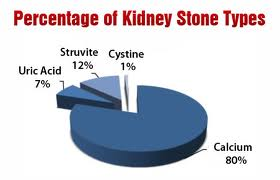 Percentage of Kidney Stone Types
Struvite
12%
Cystine
1%
Uric Acid
7%
Calcium
80%